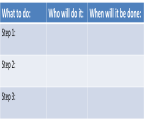 What to do: Who will do it: When will it be done:
Step 1:
Step 2:
Step 3: